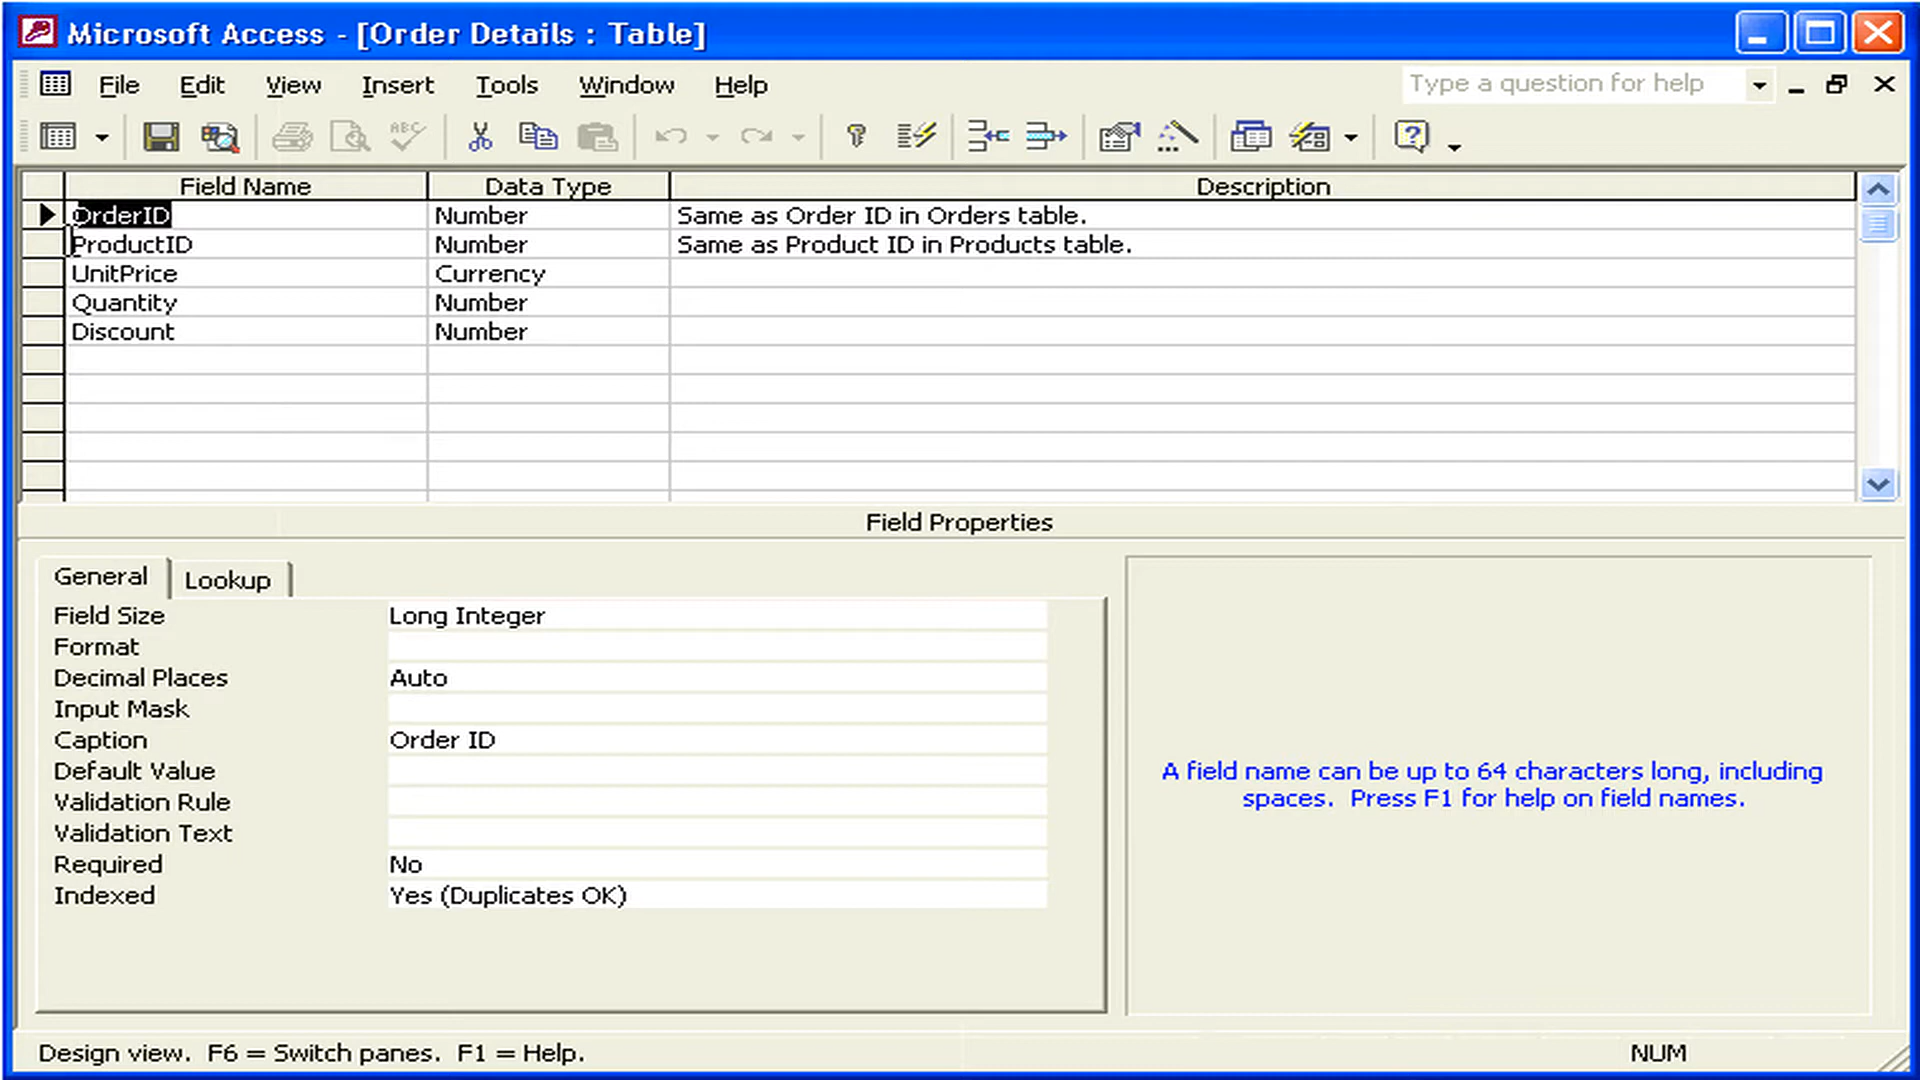 Microsoft Access - [Order Details : Table]
File Edit View Insert Tools Window Help Type a question for help
ABC
Field Name Data Type Description
OrderID Number Same as Order ID in Orders table.
ProductID Number Same as Product ID in Products table.
UnitPrice Currency
Quantity Number
Discount Number
Field Properties
General Lookup
Field Size Long Integer
Format
Decimal Places Auto
Input Mask
Caption Order ID
Default Value
Validation Rule
Validation Text
Required No
Indexed Yes (Duplicates OK)
A field name can be up to 64 characters long, including
spaces. Press F1 for help on field names.
Design view. F6 = Switch panes. F1 = Help. NUM